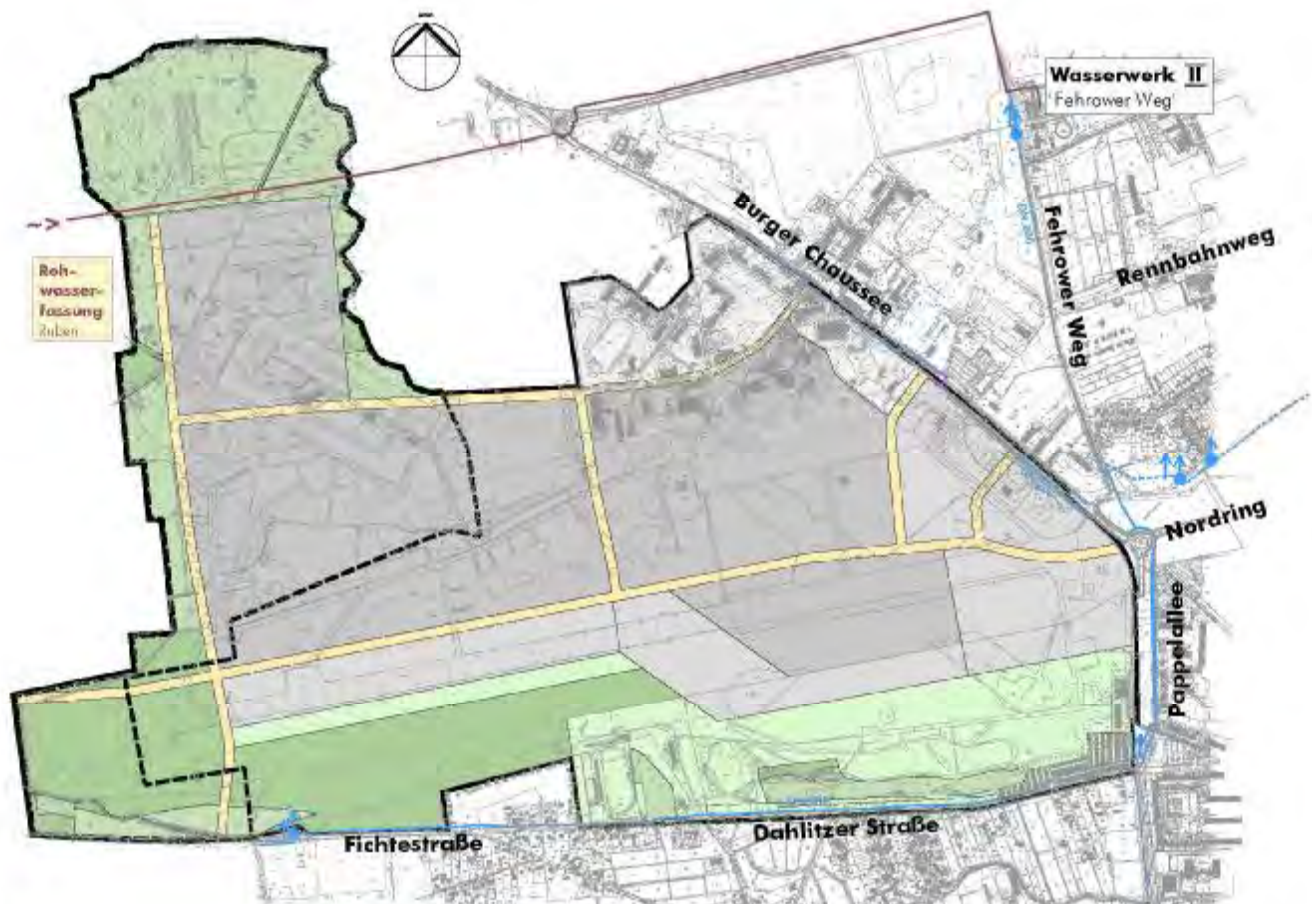 Wasserwerk II
'Fehrower Weg'
Burger Chaussee
Fehrower Weg
Rennbahnweg
Roh-
wasser-
fassung
Nordring
Pappelallee
Fichtestraße
Dahlitzer Straße